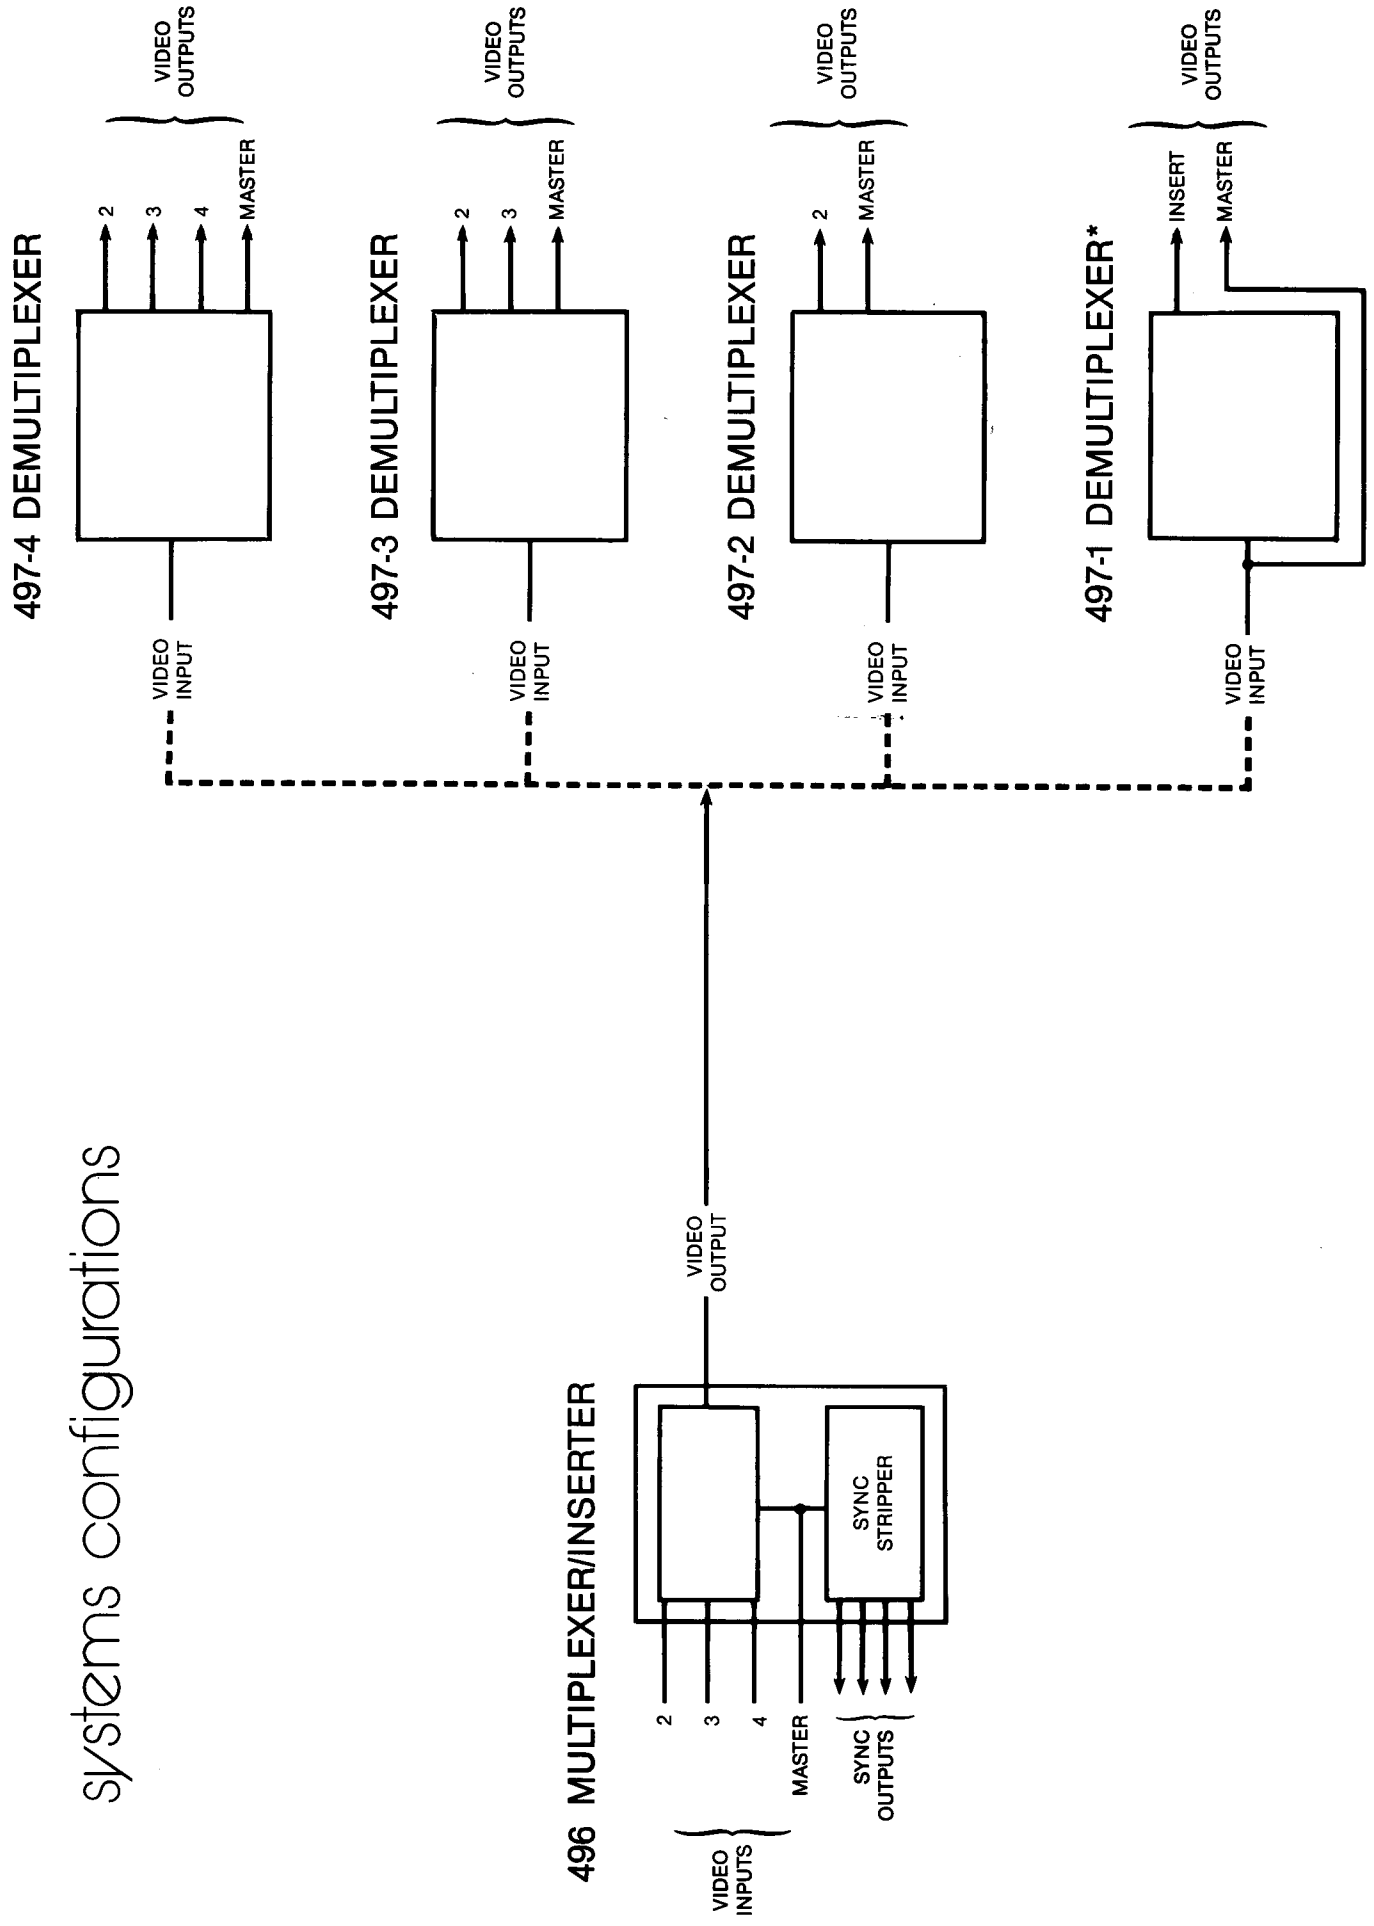 systems configurations
496 MULTIPLEXER/INSERTER
VIDEO
INPUTS
2
3
4
MASTER
SYNC
OUTPUTS
SYNC
STRIPPER
VIDEO
OUTPUT
497-4 DEMULTIPLEXER
VIDEO
INPUT
2
3
4
MASTER
VIDEO
OUTPUTS
497-3 DEMULTIPLEXER
VIDEO
INPUT
2
3
MASTER
VIDEO
OUTPUTS
497-2 DEMULTIPLEXER
VIDEO
INPUT
2
MASTER
VIDEO
OUTPUTS
497-1 DEMULTIPLEXER*
VIDEO
INPUT
INSERT
MASTER
VIDEO
OUTPUTS